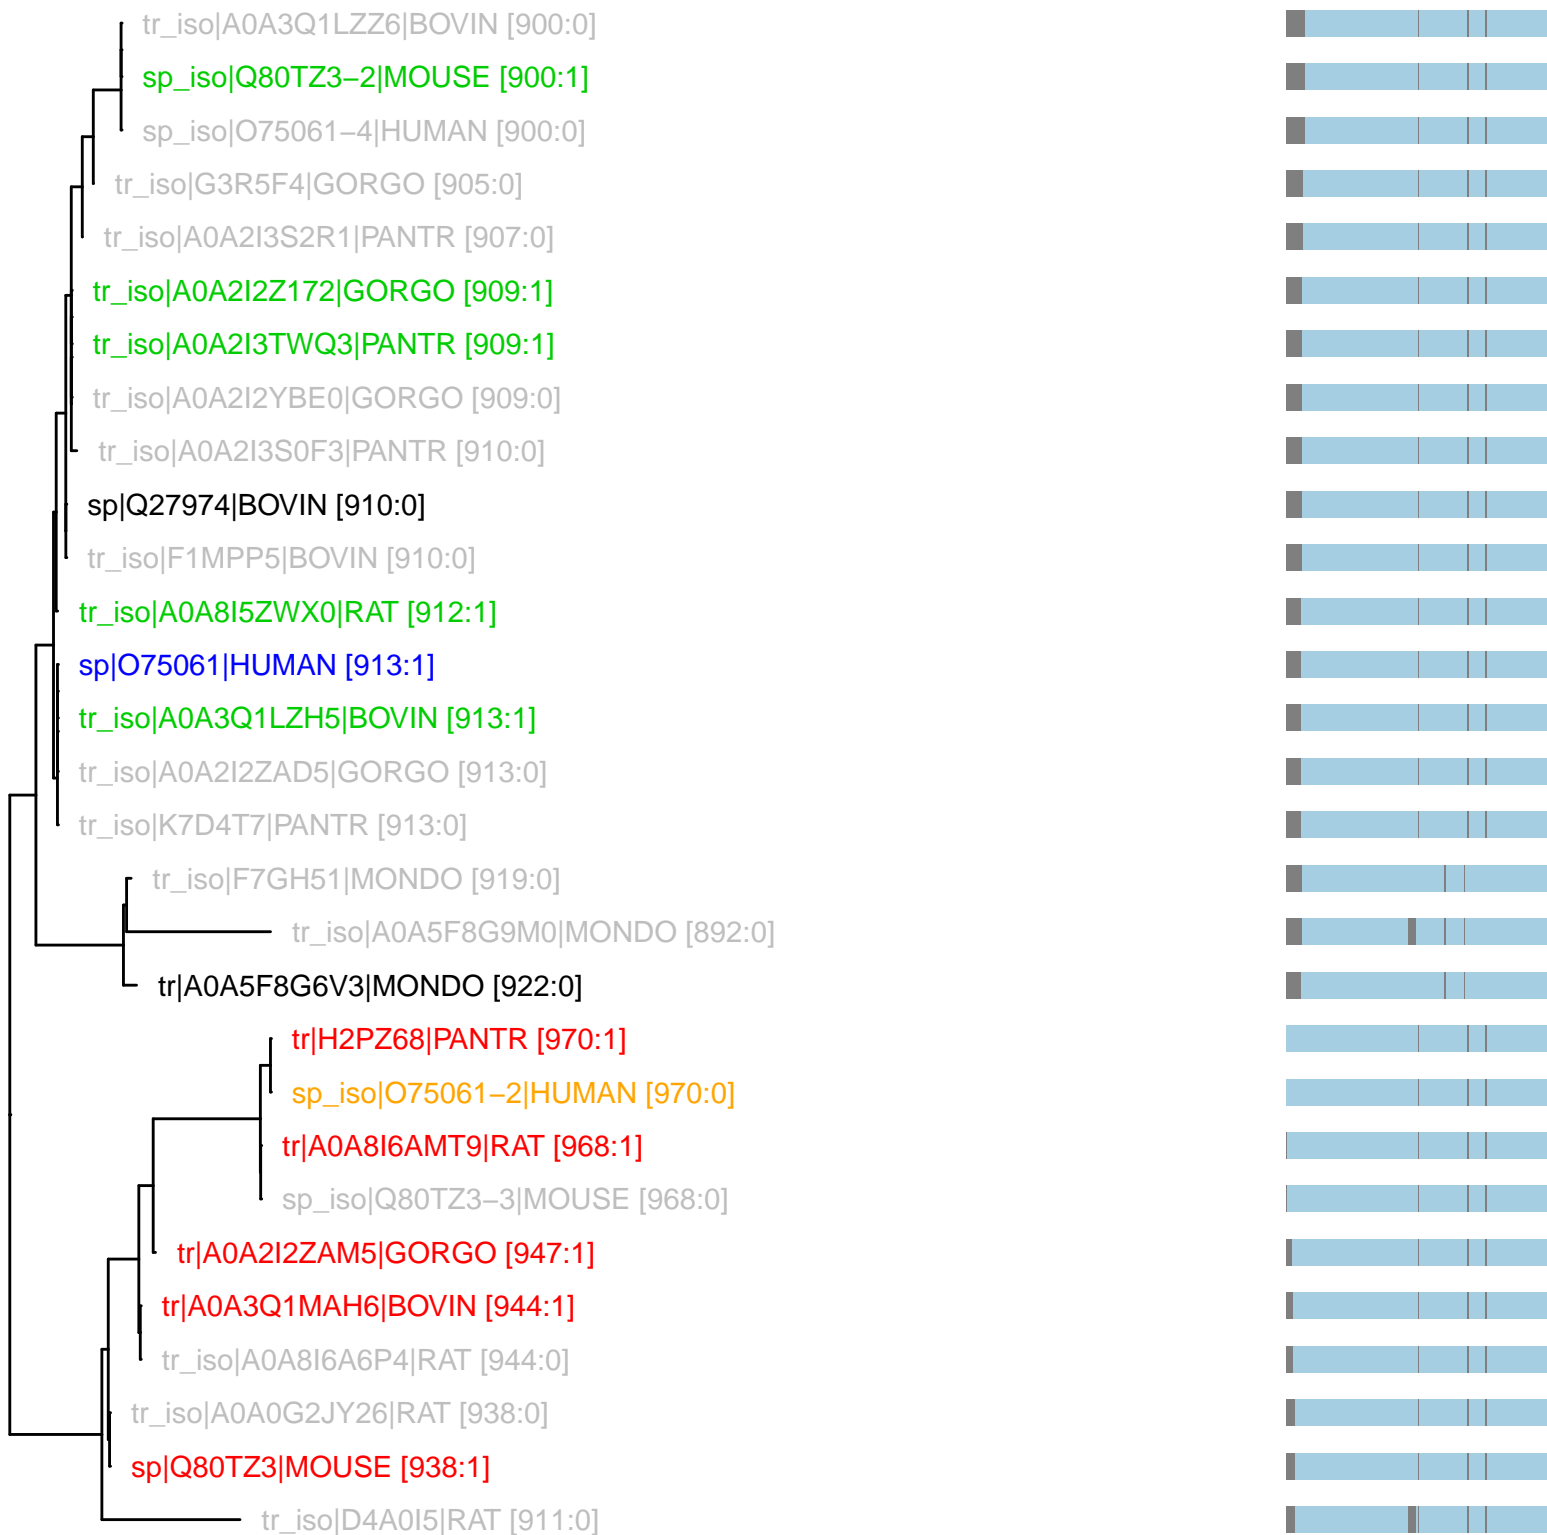 tr_iso|A0A3Q1LZZ6|BOVIN [900:0]
sp_iso|Q80TZ3−2|MOUSE [900:1]
sp_iso|O75061−4|HUMAN [900:0]
tr_iso|G3R5F4|GORGO [905:0]
tr_iso|A0A2I3S2R1|PANTR [907:0]
tr_iso|A0A2I2Z172|GORGO [909:1]
tr_iso|A0A2I3TWQ3|PANTR [909:1]
tr_iso|A0A2I2YBE0|GORGO [909:0]
tr_iso|A0A2I3S0F3|PANTR [910:0]
sp|Q27974|BOVIN [910:0]
tr_iso|F1MPP5|BOVIN [910:0]
tr_iso|A0A8I5ZWX0|RAT [912:1]
sp|O75061|HUMAN [913:1]
tr_iso|A0A3Q1LZH5|BOVIN [913:1]
tr_iso|A0A2I2ZAD5|GORGO [913:0]
tr_iso|K7D4T7|PANTR [913:0]
tr_iso|F7GH51|MONDO [919:0]
tr_iso|A0A5F8G9M0|MONDO [892:0]
tr|A0A5F8G6V3|MONDO [922:0]
tr|H2PZ68|PANTR [970:1]
sp_iso|O75061−2|HUMAN [970:0]
tr|A0A8I6AMT9|RAT [968:1]
sp_iso|Q80TZ3−3|MOUSE [968:0]
tr|A0A2I2ZAM5|GORGO [947:1]
tr|A0A3Q1MAH6|BOVIN [944:1]
tr_iso|A0A8I6A6P4|RAT [944:0]
tr_iso|A0A0G2JY26|RAT [938:0]
sp|Q80TZ3|MOUSE [938:1]
tr_iso|D4A0I5|RAT [911:0]